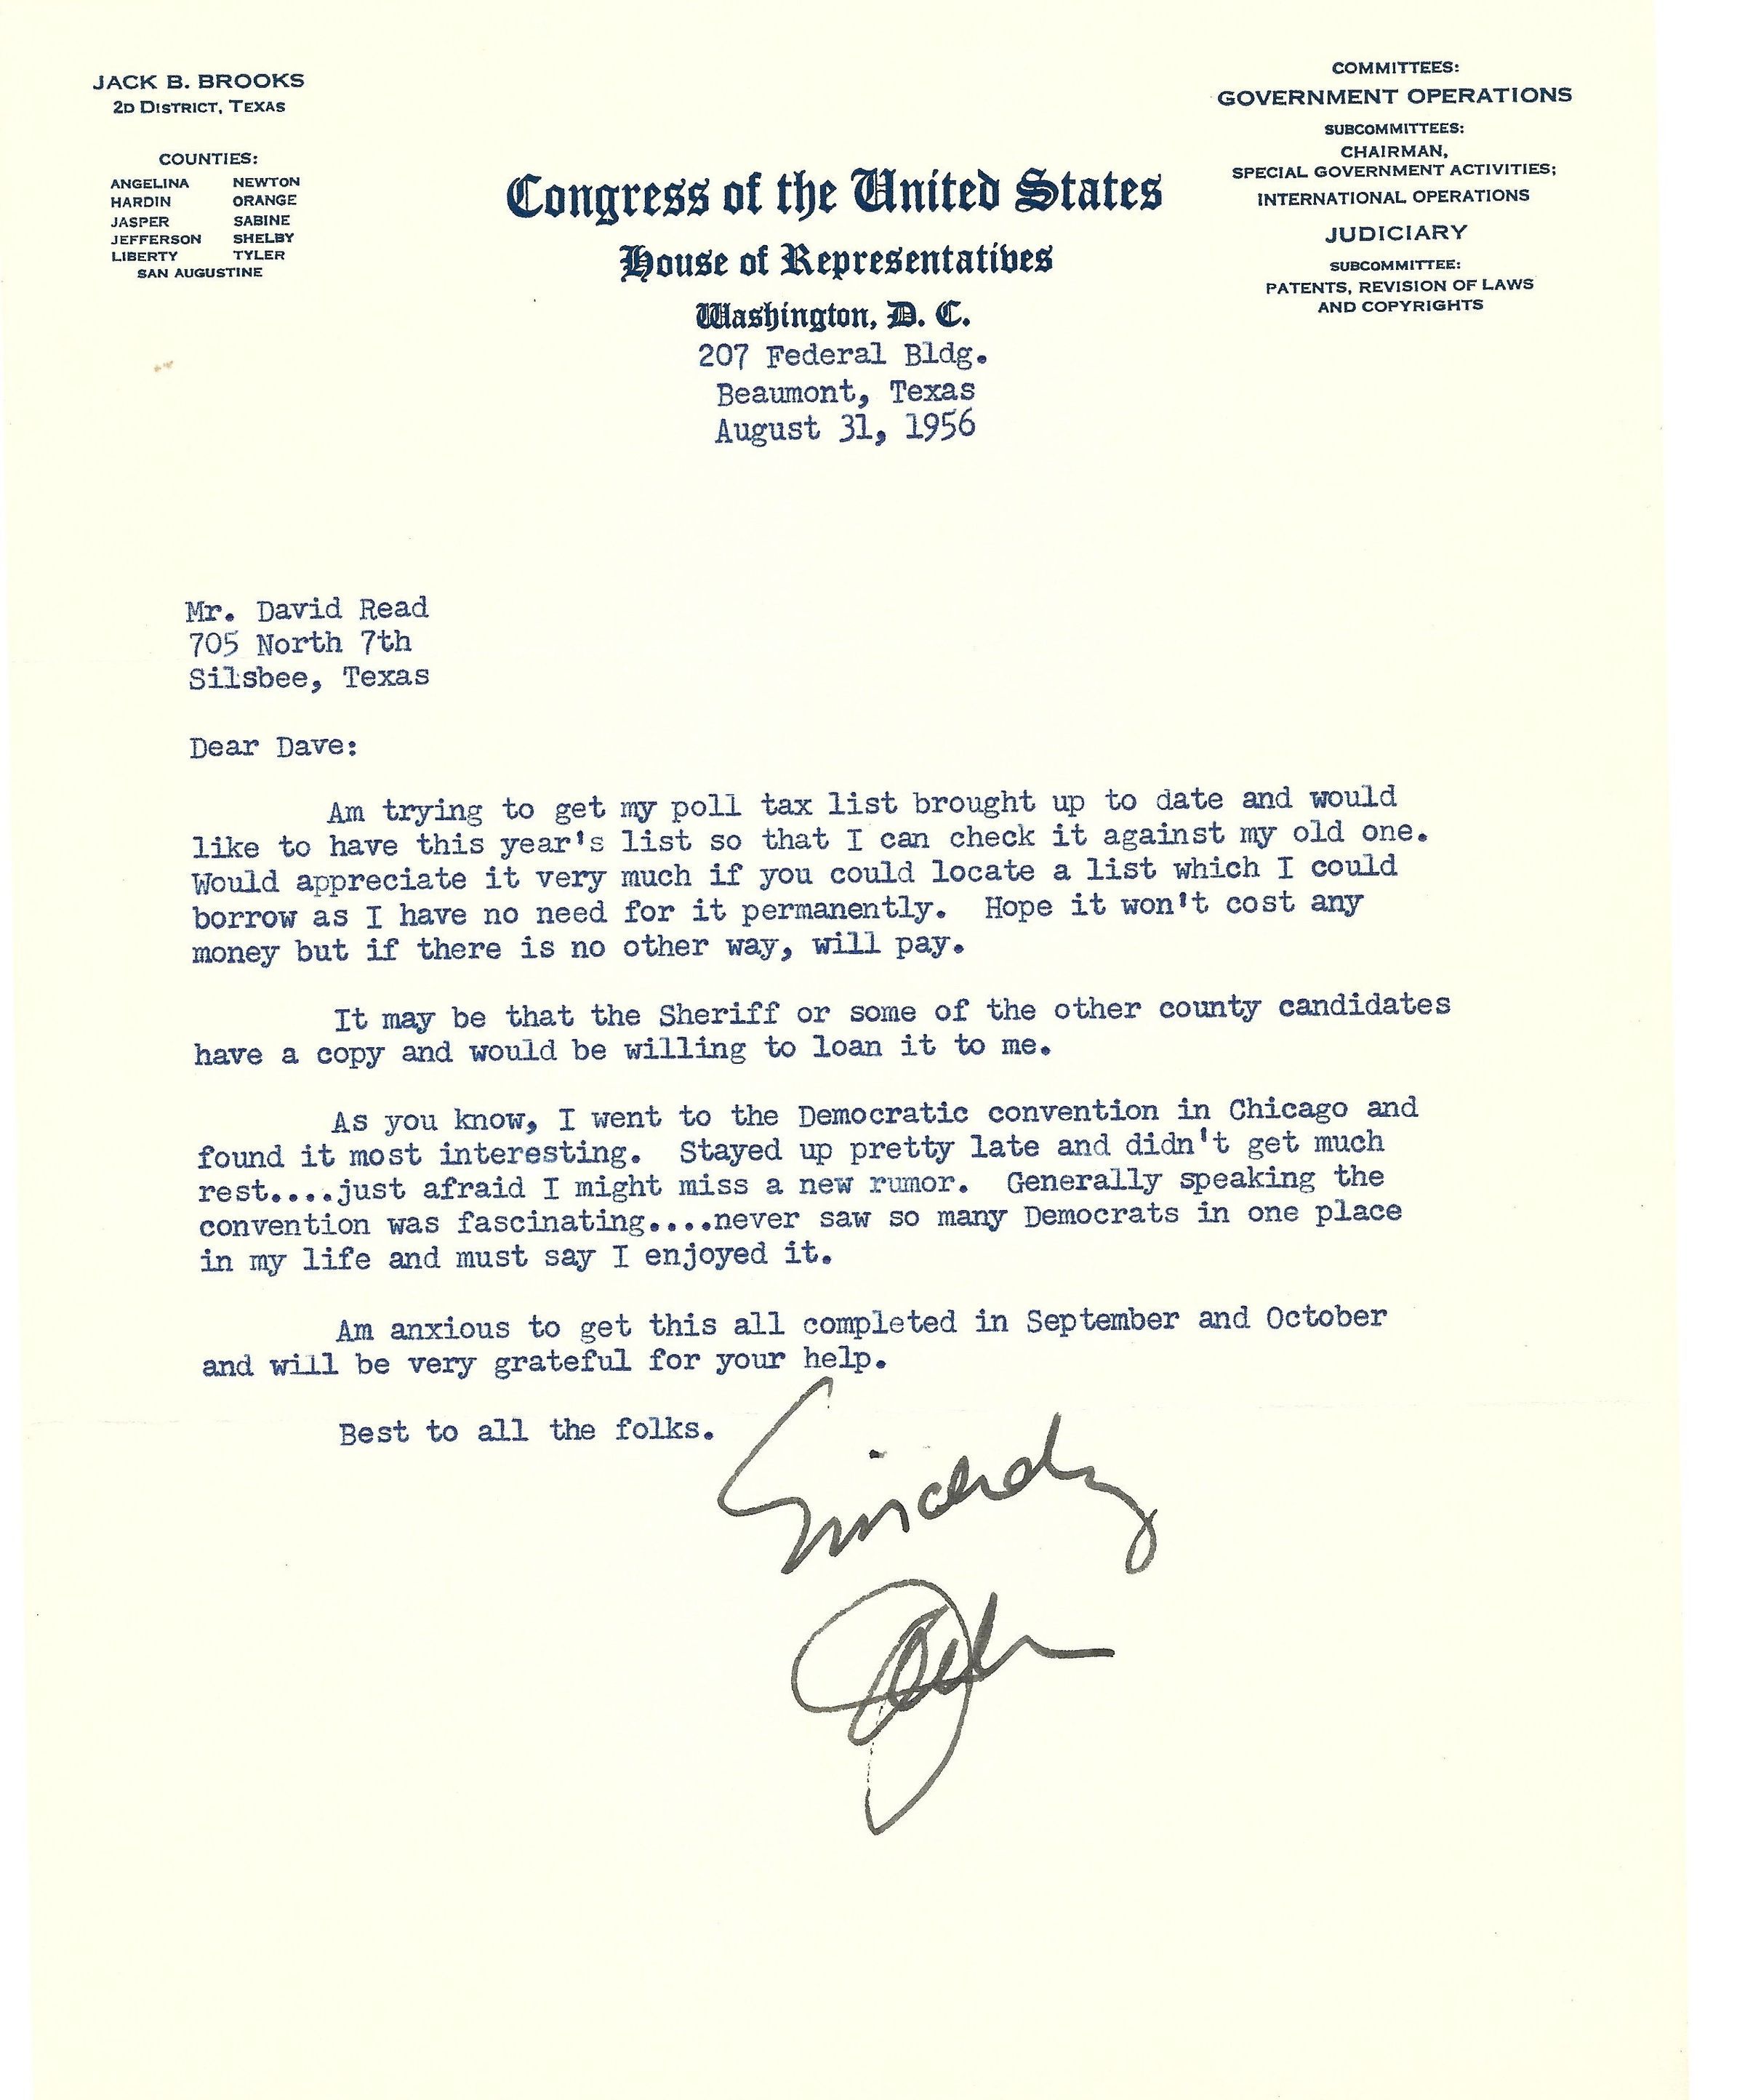 JACK B. BROOKS
2D DISTRICT, TEXAS
COUNTIES:
ANGELINA NEWTON
HARDIN ORANGE
JASPER SABINE
JEFFERSON SHELBY
LIBERTY TYLER
SAN AUGUSTINE
Congress of the United States
House of Representatives
Washington, D. C.
207 Federal Bldg.
Beaumont, Texas
August 31, 1956
COMMITTEES:
GOVERNMENT OPERATIONS
SUBCOMMITTEES:
CHAIRMAN,
SPECIAL GOVERNMENT ACTIVITIES;
INTERNATIONAL OPERATIONS
JUDICIARY
SUBCOMMITTEE:
PATENTS, REVISION OF LAWS
AND COPYRIGHTS
Mr. David Read
705 North 7th
Silsbee, Texas
Dear Dave:
Am trying to get my poll tax list brought up to date and would
like to have this year's list so that I can check it against my old one.
Would appreciate it very much if you could locate a list which I could
borrow as I have no need for it permanently. Hope it won't cost any
money but if there is no other way, will pay.
It may be that the Sheriff or some of the other county candidates
have a copy and would be willing to loan it to me.
As you know, I went to the Democratic convention in Chicago and
found it most interesting. Stayed up pretty late and didn't get much
rest....just afraid I might miss a new rumor. Generally speaking the
convention was fascinating....never saw so many Democrats in one place
in my life and must say I enjoyed it.
Am anxious to get this all completed in September and October
and will be very grateful for your help.
Best to all the folks.
Sincerely
Jack